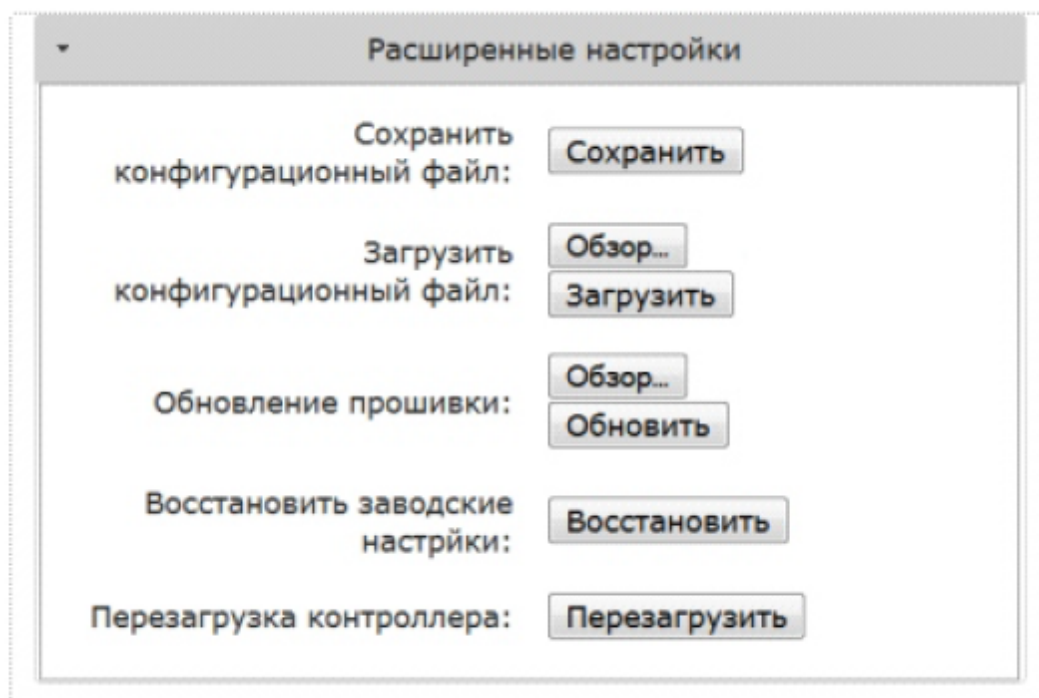 Расширенные настройки
Сохранить
конфигурационный файл:
Сохранить
Загрузить
конфигурационный файл:
Обзор...
Загрузить
Обновление прошивки:
Обзор...
Обновить
Восстановить заводские
настрйки:
Восстановить
Перезагрузка контроллера:
Перезагрузить